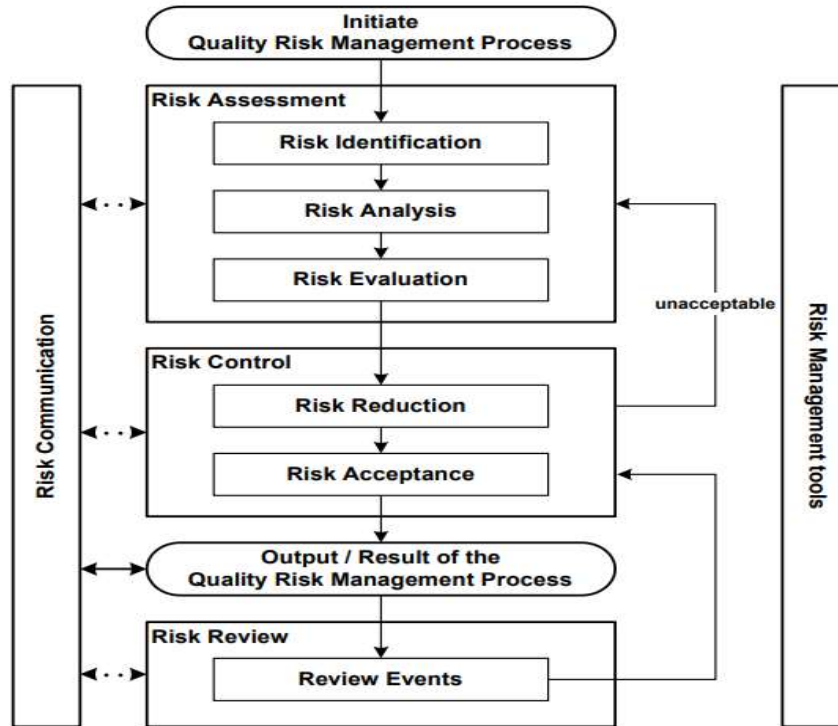 Initiate
Quality Risk Management Process
Risk Assessment
Risk Identification
Risk Analysis
Risk Evaluation
unacceptable
Risk Communication
Risk Management tools
Risk Control
Risk Reduction
Risk Acceptance
Output / Result of the
Quality Risk Management Process
Risk Review
Review Events